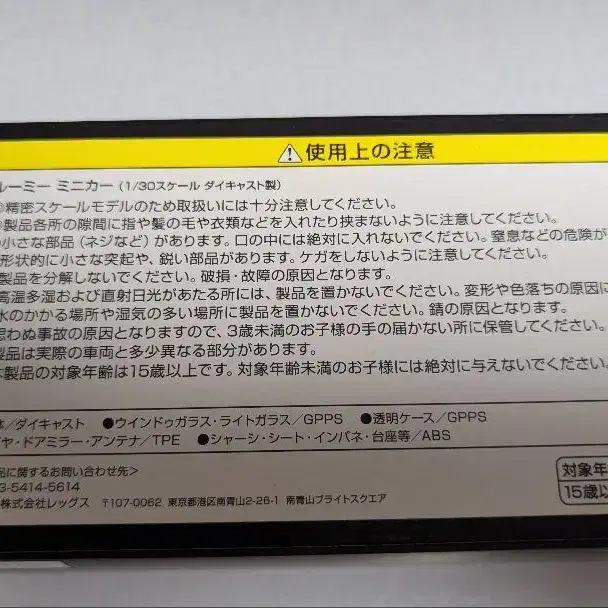 ⚠使用上の注意
ルーミー ミニカー(1/30スケール ダイキャスト製)
●精密スケールモデルのため取扱いには十分注意してください。
●製品各所の隙間に指や髪の毛や衣類などを入れたり挟まないように注意してください。
小さな部品(ネジなど)があります。口の中には絶対に入れないでください。窒息などの危険が
形状的に小さな突起や、鋭い部品があります。ケガをしないように注意してください。
製品を分解しないでください。破損・故障の原因となります。
高温多湿および直射日光があたる所には、製品を置かないでください。変形や色落ちの原因に
水のかかる場所や湿気の多い場所に製品を置かないでください。錆の原因となります。
思わぬ事故の原因となりますので、3歳未満のお子様の手の届かない所に保管してください。
製品は実際の車両と多少異なる部分があります。
本製品の対象年齢は15歳以上です。対象年齢未満のお子様には絶対に与えないでください。
体/ダイキャスト ●ウインドゥガラス・ライトガラス/GPPS ●透明ケース/GPPS
ヤ・ドアミラー・アンテナ/TPE ●シャーシ・シート・インパネ・台座等/ABS
品に関するお問い合わせ先>
3-5414-5614
株式会社レッグス 〒107-0062 東京都港区南青山2-26-1 南青山ブライトスクエア
対象年
15歳以